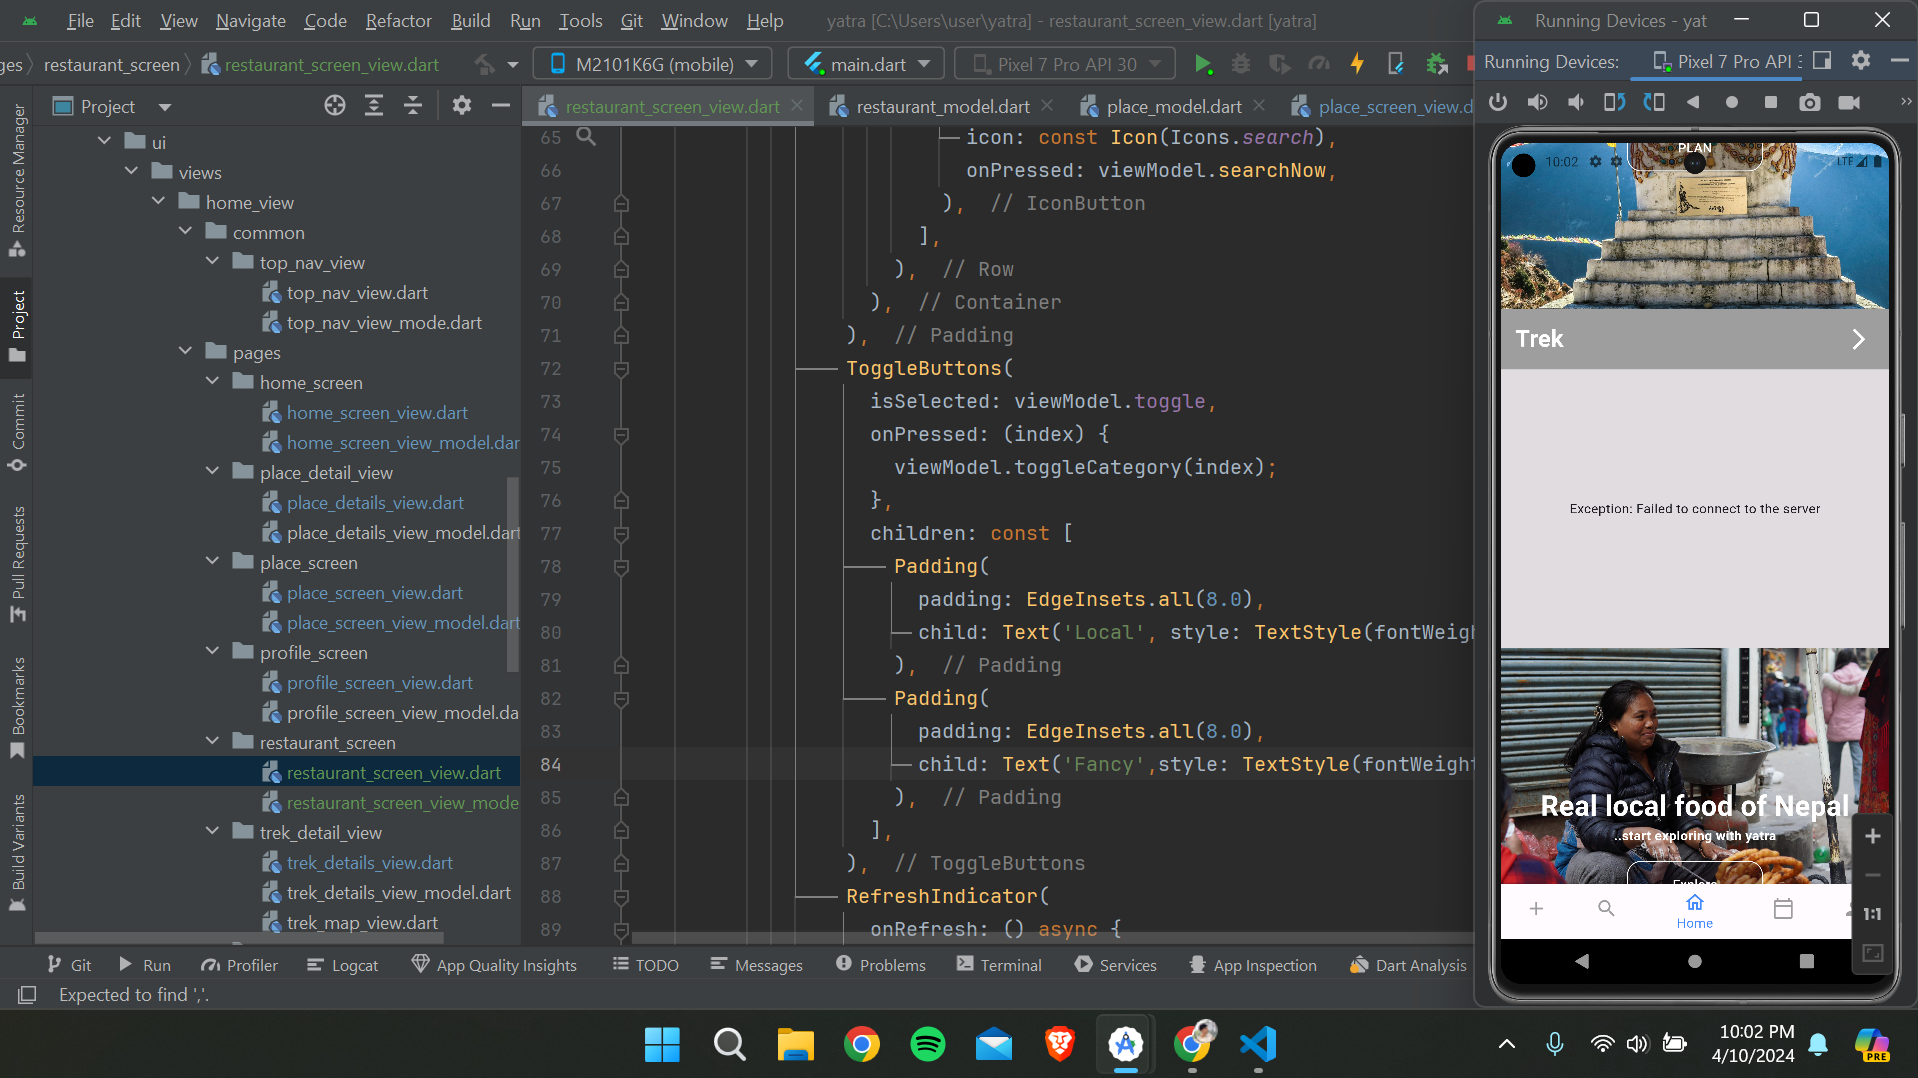 File Edit View Navigate Code Refactor Build Run Tools Git Window Help yatra [C:\Users\user\yatra] - restaurant_screen_view.dart [yatra]
ges restaurant_screen restaurant_screen_view.dart M2101K6G (mobile) main.dart Pixel 7 Pro API 30
Project
restaurant_screen_view.dart restaurant_model.dart place_model.dart place_screen_view.d
Resource Manager
Project
Commit
Pull Requests
Bookmarks
Build Variants
ui
views
home_view
common
top_nav_view
top_nav_view.dart
top_nav_view_mode.dart
pages
home_screen
home_screen_view.dart
home_screen_view_model.dar
place_detail_view
place_details_view.dart
place_details_view_model.dart
place_screen
place_screen_view.dart
place_screen_view_model.dart
profile_screen
profile_screen_view.dart
profile_screen_view_model.da
restaurant_screen
restaurant_screen_view.dart
restaurant_screen_view_mode
trek_detail_view
trek_details_view.dart
trek_details_view_model.dart
trek_map_view.dart
65 icon: const Icon(Icons.search),
66 onPressed: viewModel.searchNow,
67 ), // IconButton
68 ],
69 ), // Row
70 ), // Container
71 ), // Padding
72 ToggleButtons(
73 isSelected: viewModel.toggle,
74 onPressed: (index) {
75 viewModel.toggleCategory(index);
76 },
77 children: const [
78 Padding(
79 padding: EdgeInsets.all(8.0),
80 child: Text('Local', style: TextStyle(fontWeigh
81 ), // Padding
82 Padding(
83 padding: EdgeInsets.all(8.0),
84 child: Text('Fancy',style: TextStyle(fontWeight
85 ), // Padding
86 ],
87 ), // ToggleButtons
88 RefreshIndicator(
89 onRefresh: () async {
Git Run Profiler Logcat App Quality Insights TODO Messages Problems Terminal Services App Inspection Dart Analysis
Expected to find ','.
Running Devices - yat
Running Devices: Pixel 7 Pro API 3
10:02 PLAN LTE
Trek
Exception: Failed to connect to the server
Real local food of Nepal
..start exploring with yatra
Explore
Home
1:1
10:02 PM
4/10/2024
PRE